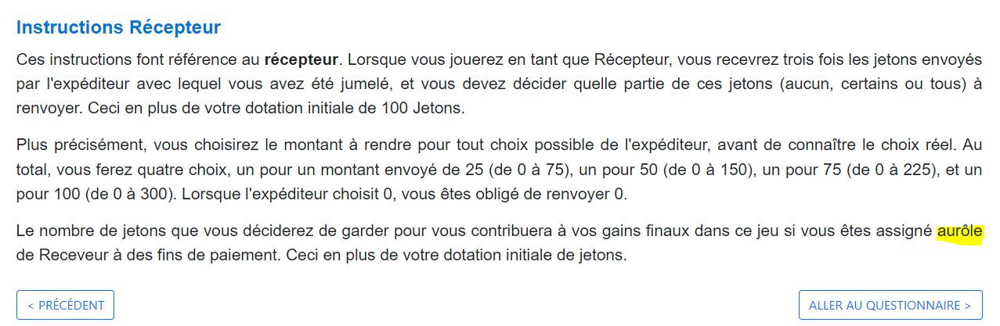 Instructions Récepteur
Ces instructions font référence au récepteur. Lorsque vous jouerez en tant que Récepteur, vous recevrez trois fois les jetons envoyés
par l'expéditeur avec lequel vous avez été jumelé, et vous devez décider quelle partie de ces jetons (aucun, certains ou tous) à
renvoyer. Ceci en plus de votre dotation initiale de 100 Jetons.
Plus précisément, vous choisirez le montant à rendre pour tout choix possible de l'expéditeur, avant de connaître le choix réel. Au
total, vous ferez quatre choix, un pour un montant envoyé de 25 (de 0 à 75), un pour 50 (de 0 à 150), un pour 75 (de 0 à 225), et un
pour 100 (de 0 à 300). Lorsque l'expéditeur choisit 0, vous êtes obligé de renvoyer 0.
Le nombre de jetons que vous déciderez de garder pour vous contribuera à vos gains finaux dans ce jeu si vous êtes assigné aurôle
de Receveur à des fins de paiement. Ceci en plus de votre dotation initiale de jetons.
< PRÉCÉDENT
ALLER AU QUESTIONNAIRE >